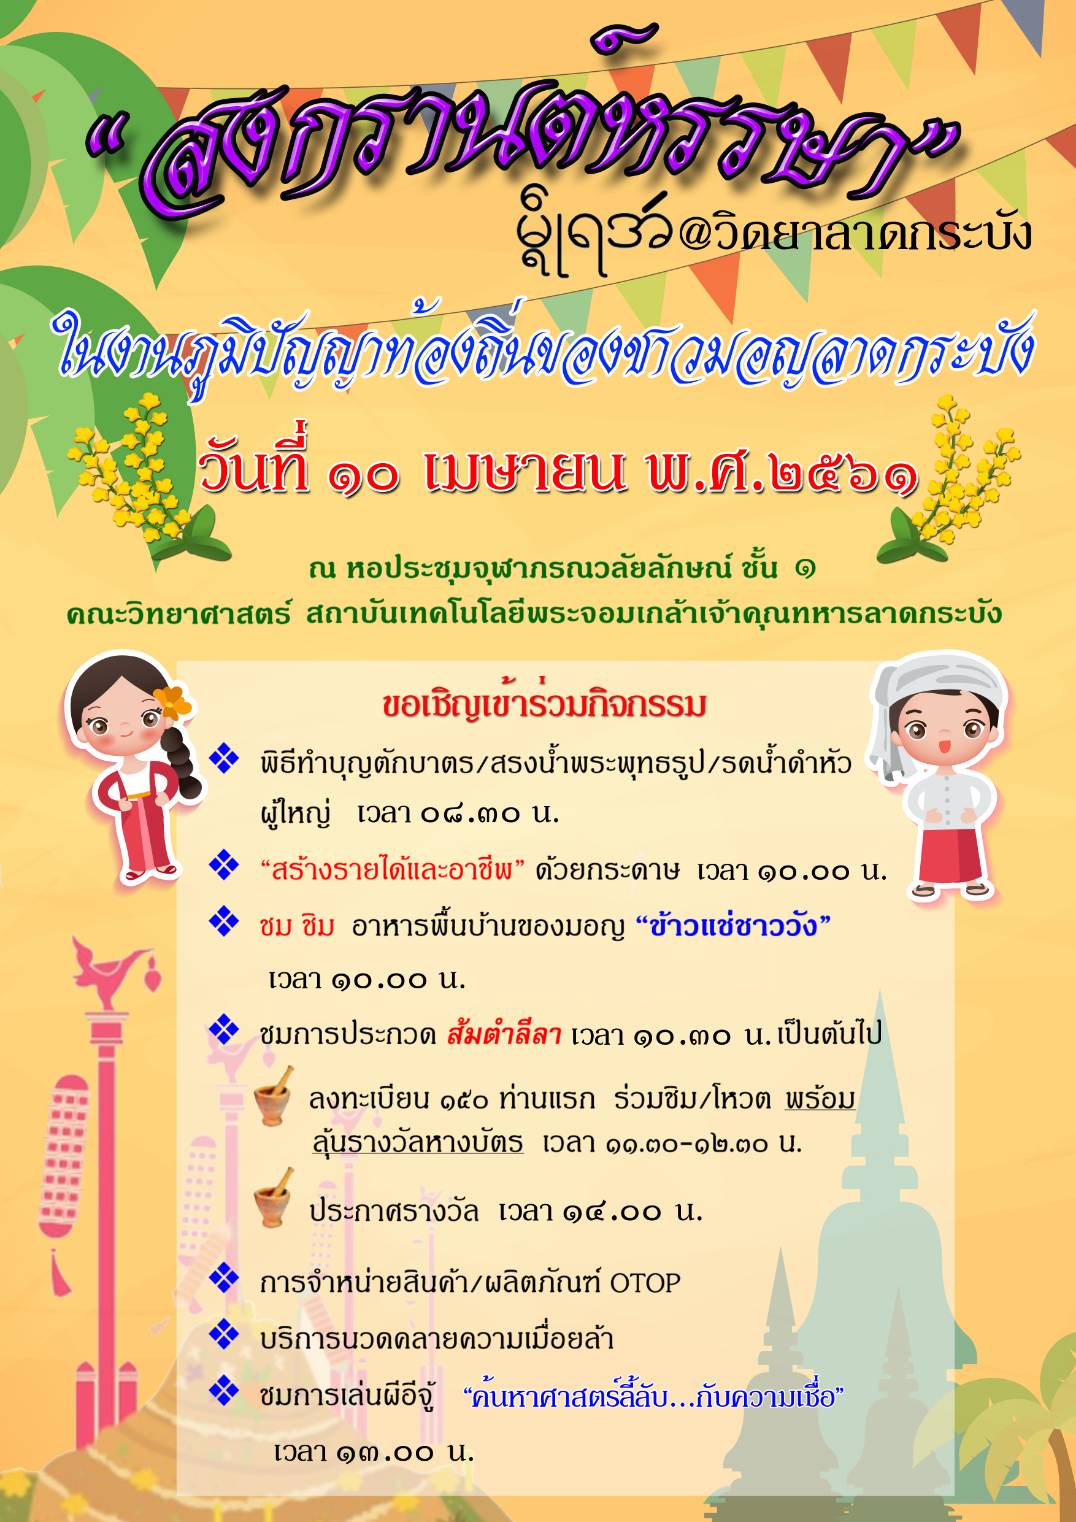 “สงกรานต์หรรษา”
@วิดยาลาดกระบัง
ในงานภูมิปัญญาท้องถิ่นของชาวมอญลาดกระบัง
วันที่ ๑๐ เมษายน พ.ศ.๒๕๖๑
ณ หอประชุมจุฬาภรณวลัยลักษณ์ ชั้น ๑
คณะวิทยาศาสตร์ สถาบันเทคโนโลยีพระจอมเกล้าเจ้าคุณทหารลาดกระบัง
ขอเชิญเข้าร่วมกิจกรรม
❖ พิธีทำบุญตักบาตร/สรงน้ำพระพุทธรูป/รดน้ำดำหัว
ผู้ใหญ่ เวลา ๐๘.๓๐ น.
❖ “สร้างรายได้และอาชีพ” ด้วยกระดาษ เวลา ๑๐.๐๐ น.
❖ ชม ชิม อาหารพื้นบ้านของมอญ “ข้าวแช่ชาววัง”
เวลา ๑๐.๐๐ น.
❖ ชมการประกวด ส้มตำลีลา เวลา ๑๐.๓๐ น. เป็นต้นไป
ลงทะเบียน ๑๕๐ ท่านแรก ร่วมชิม/โหวต พร้อม
ลุ้นรางวัลหางบัตร เวลา ๑๑.๓๐-๑๒.๓๐ น.
ประกาศรางวัล เวลา ๑๔.๐๐ น.
❖ การจำหน่ายสินค้า/ผลิตภัณฑ์ OTOP
❖ บริการนวดคลายความเมื่อยล้า
❖ ชมการเล่นผีอีจู้ “ค้นหาศาสตร์ลี้ลับ...กับความเชื่อ”
เวลา ๑๓.๐๐ น.